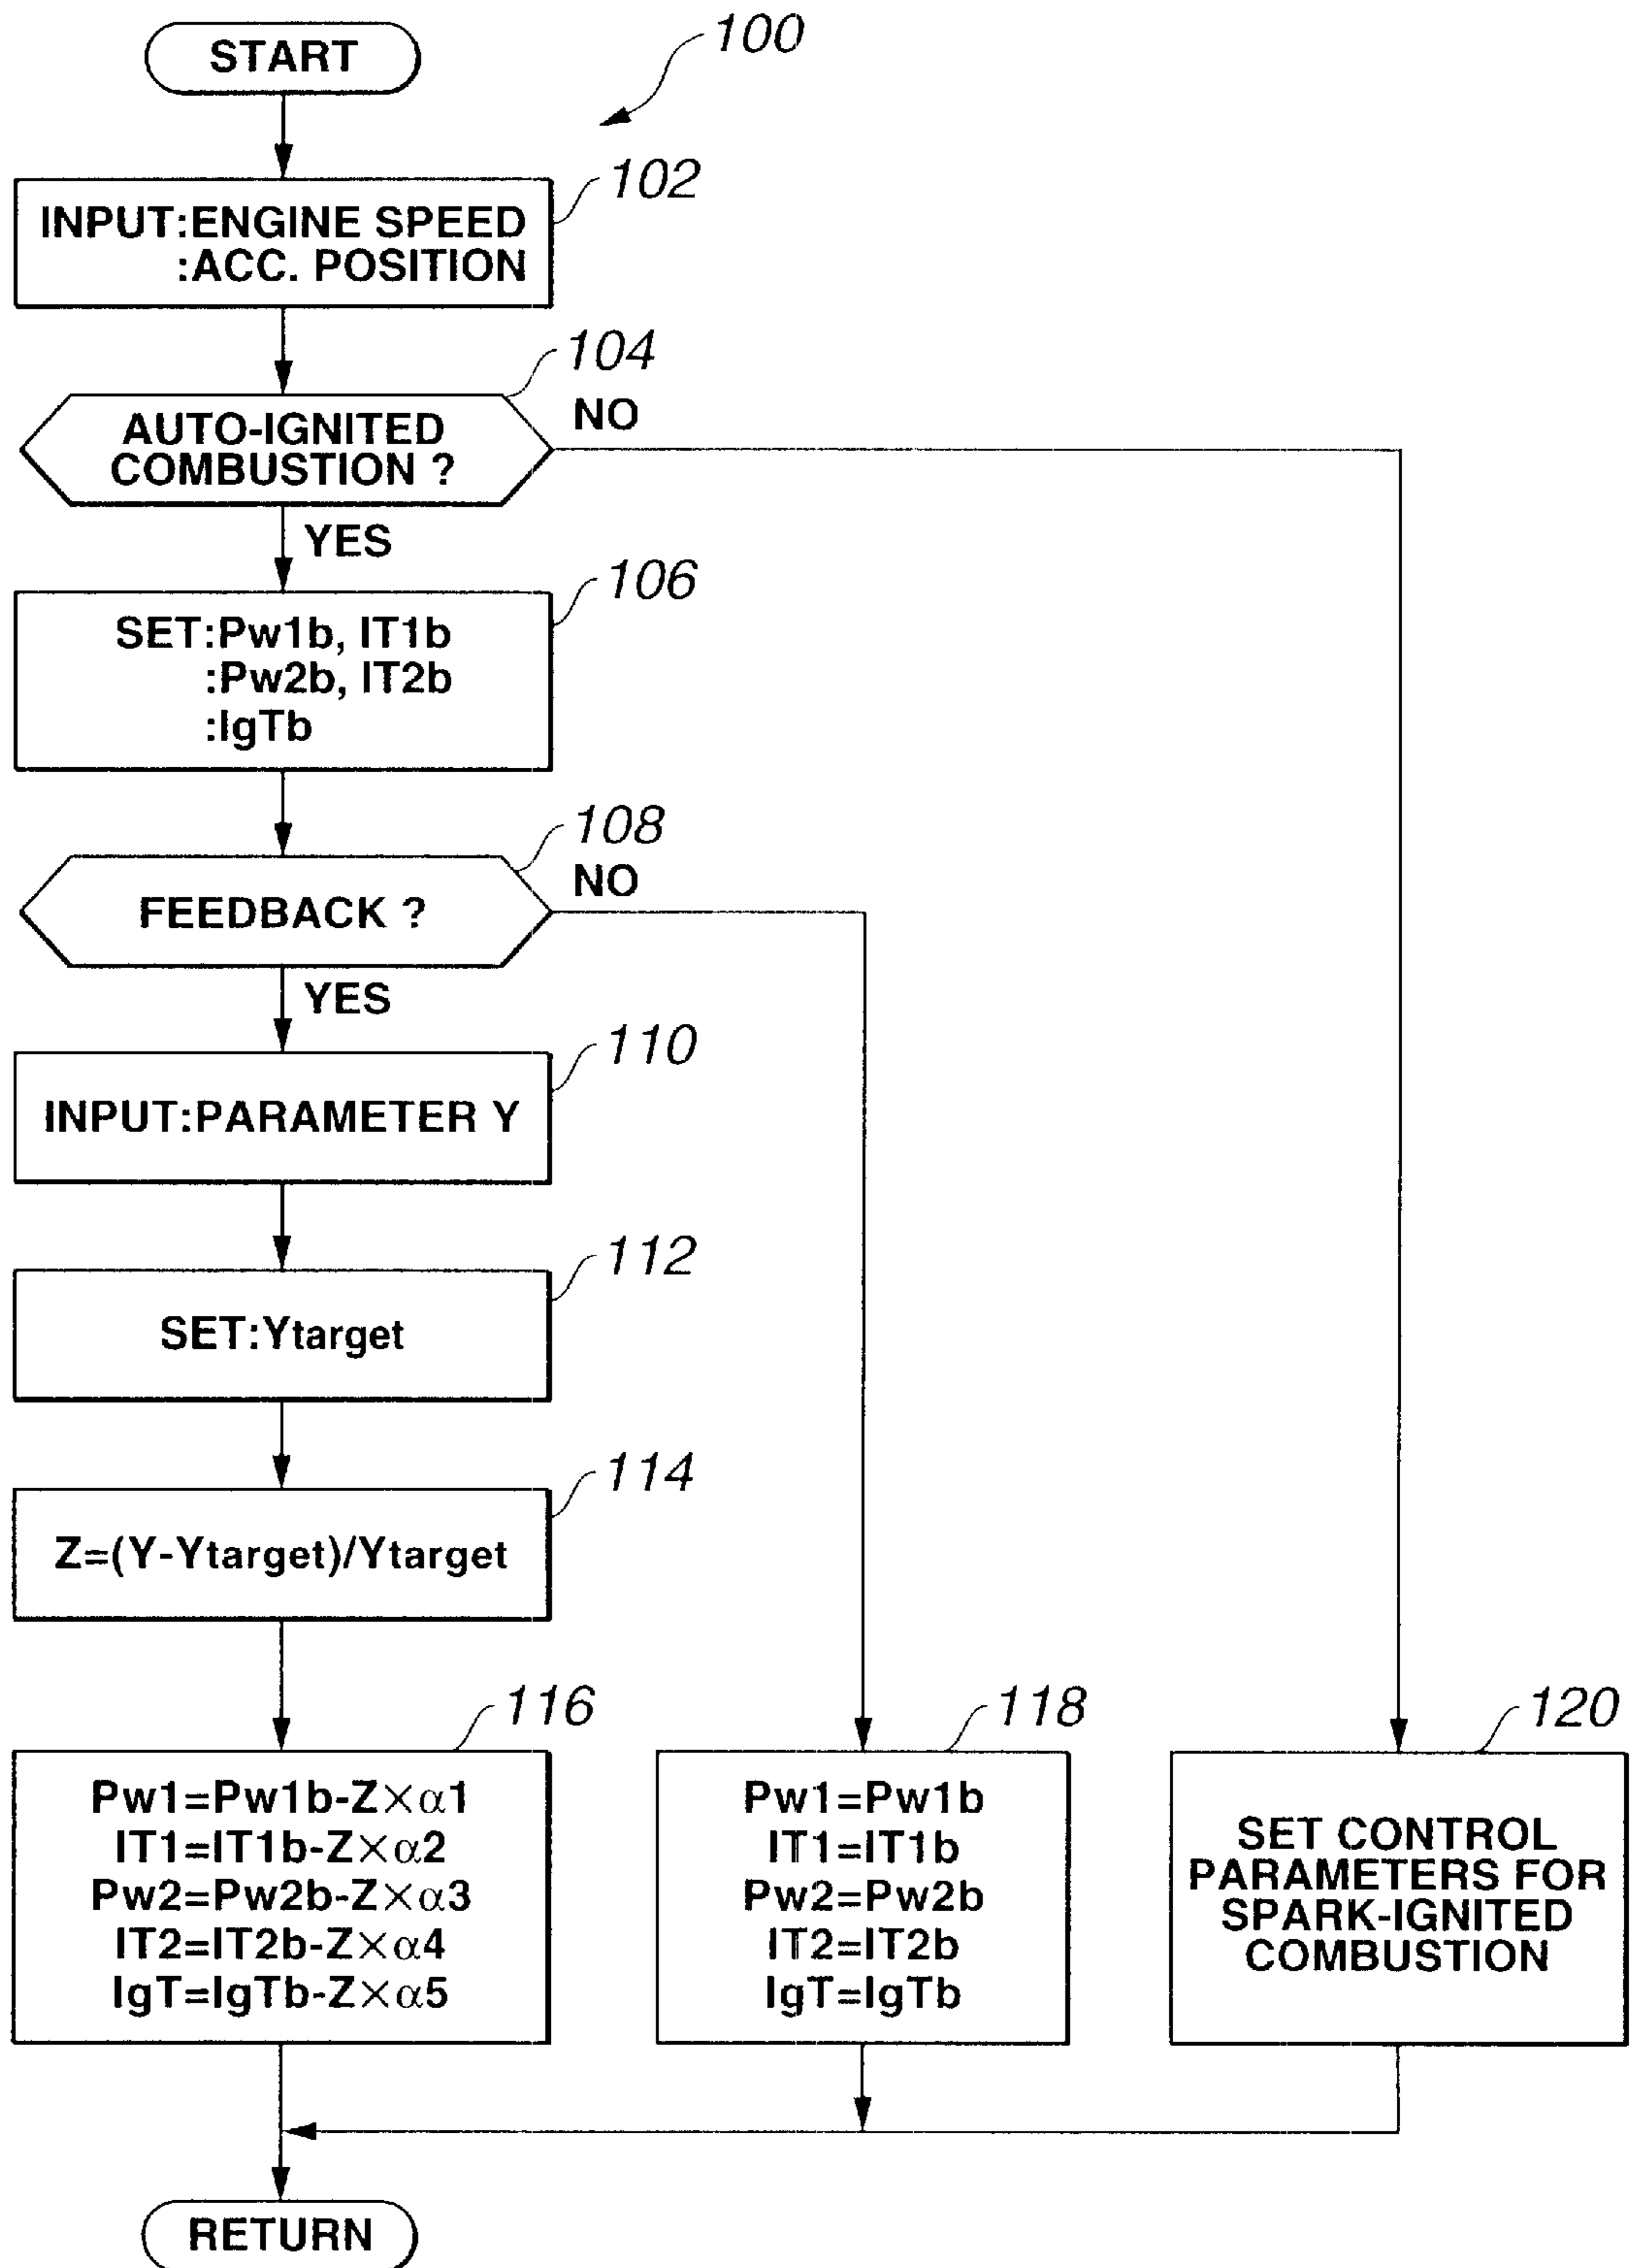 START
100
102
INPUT:ENGINE SPEED
:ACC. POSITION
104
AUTO-IGNITED
COMBUSTION ?
NO
YES
106
SET:Pw1b, IT1b
:Pw2b, IT2b
:IgTb
108
FEEDBACK ?
NO
YES
110
INPUT:PARAMETER Y
112
SET:Ytarget
114
Z=(Y-Ytarget)/Ytarget
116
Pw1=Pw1b-Z×α1
IT1=IT1b-Z×α2
Pw2=Pw2b-Z×α3
IT2=IT2b-Z×α4
IgT=IgTb-Z×α5
118
Pw1=Pw1b
IT1=IT1b
Pw2=Pw2b
IT2=IT2b
IgT=IgTb
120
SET CONTROL
PARAMETERS FOR
SPARK-IGNITED
COMBUSTION
RETURN